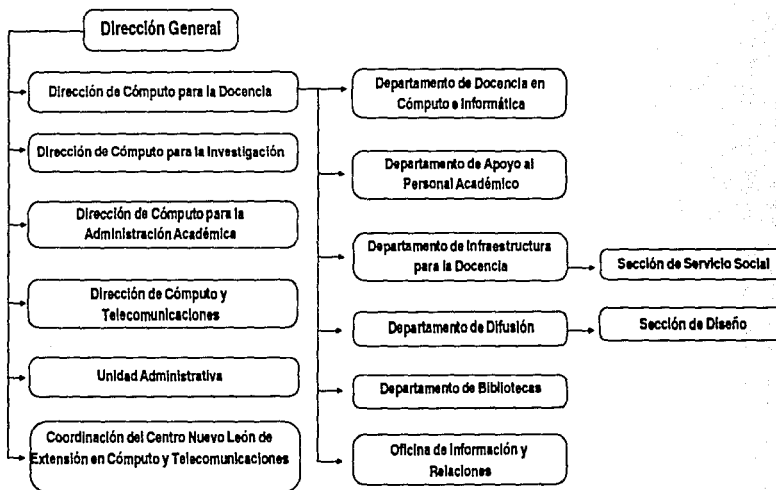 Dirección General
Dirección de Cómputo para la Docencia
Dirección de Cómputo para la Investigación
Dirección de Cómputo para la
Administración Académica
Dirección de Cómputo y
Telecomunicaciones
Unidad Administrativa
Coordinación del Centro Nuevo León de
Extensión en Cómputo y Telecomunicaciones
Departamento de Docencia en
Cómputo e Informática
Departamento de Apoyo al
Personal Académico
Departamento de Infraestructura
para la Docencia
Departamento de Difusión
Departamento de Bibliotecas
Oficina de Información y
Relaciones
Sección de Servicio Social
Sección de Diseño